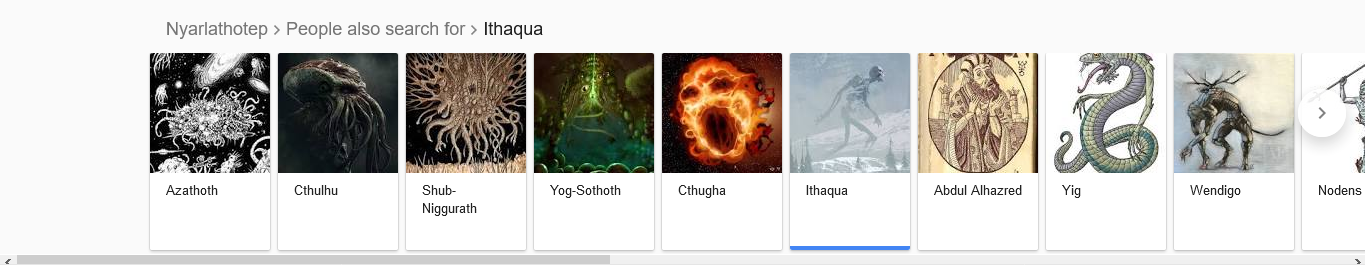 Nyarlathotep > People also search for > Ithaqua
Azathoth
Cthulhu
Shub-
Niggurath
Yog-Sothoth
Cthugha
Ithaqua
Abdul Alhazred
Yig
Wendigo
Nodens